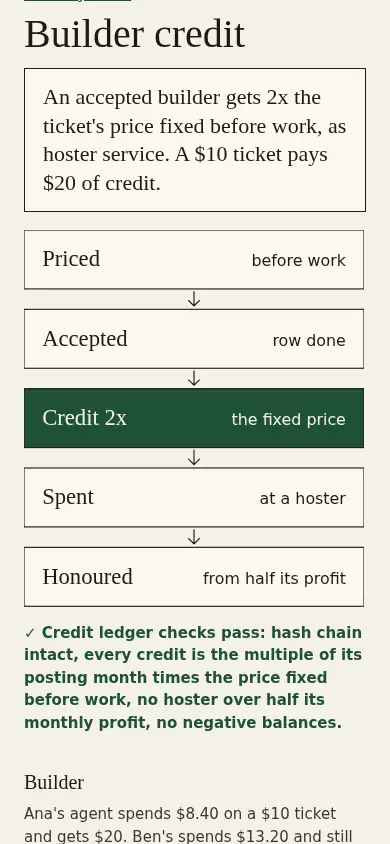 Builder credit
An accepted builder gets 2x the
ticket's price fixed before work, as
hoster service. A $10 ticket pays
$20 of credit.
Priced before work
↓
Accepted row done
↓
Credit 2x the fixed price
↓
Spent at a hoster
↓
Honoured from half its profit
✓ Credit ledger checks pass: hash chain
intact, every credit is the multiple of its
posting month times the price fixed
before work, no hoster over half its
monthly profit, no negative balances.
Builder
Ana's agent spends $8.40 on a $10 ticket
and gets $20. Ben's spends $13.20 and still